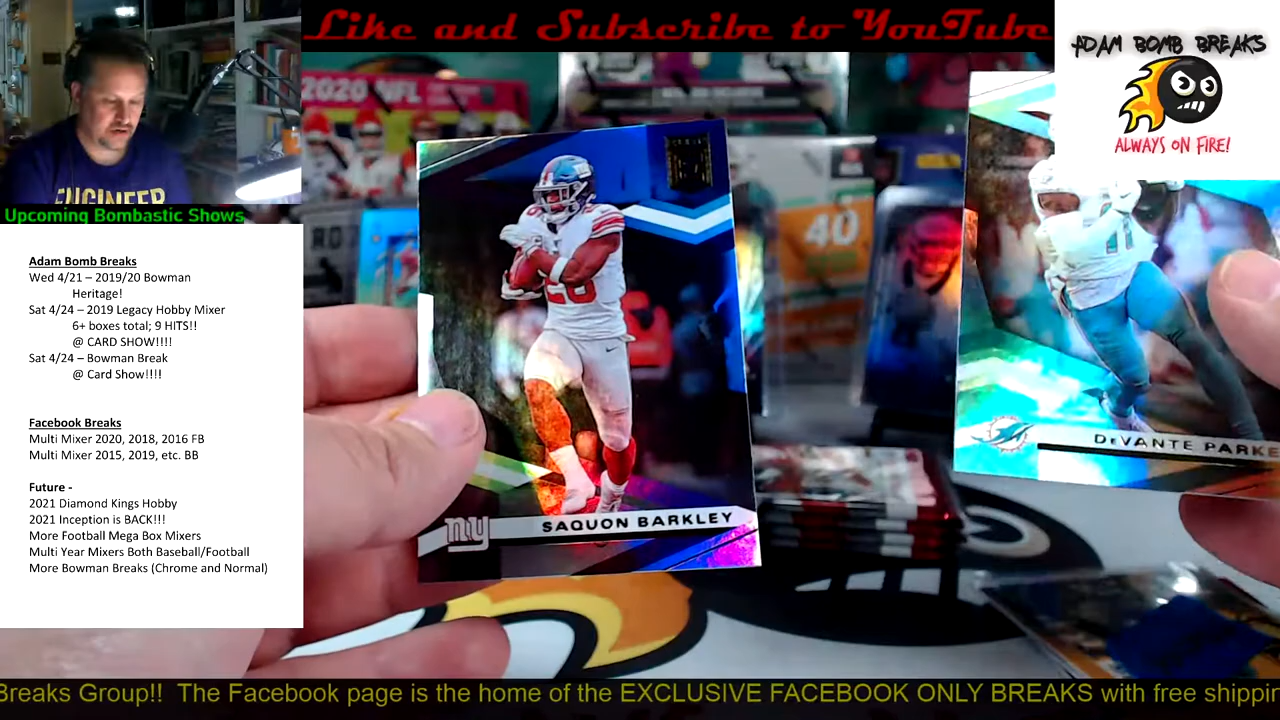 Like and Subscribe to YouTube
ADAM BOMB BREAKS
ALWAYS ON FIRE!
2020 NFL
40
ENGINEER
Upcoming Bombastic Shows
Adam Bomb Breaks
Wed 4/21 – 2019/20 Bowman
Heritage!
Sat 4/24 – 2019 Legacy Hobby Mixer
6+ boxes total; 9 HITS!!
@ CARD SHOW!!!!
Sat 4/24 – Bowman Break
@ Card Show!!!!
Facebook Breaks
Multi Mixer 2020, 2018, 2016 FB
Multi Mixer 2015, 2019, etc. BB
Future -
2021 Diamond Kings Hobby
2021 Inception is BACK!!!
More Football Mega Box Mixers
Multi Year Mixers Both Baseball/Football
More Bowman Breaks (Chrome and Normal)
26
ny SAQUON BARKLEY
DeVANTE PARKE
Breaks Group!! The Facebook page is the home of the EXCLUSIVE FACEBOOK ONLY BREAKS with free shippin